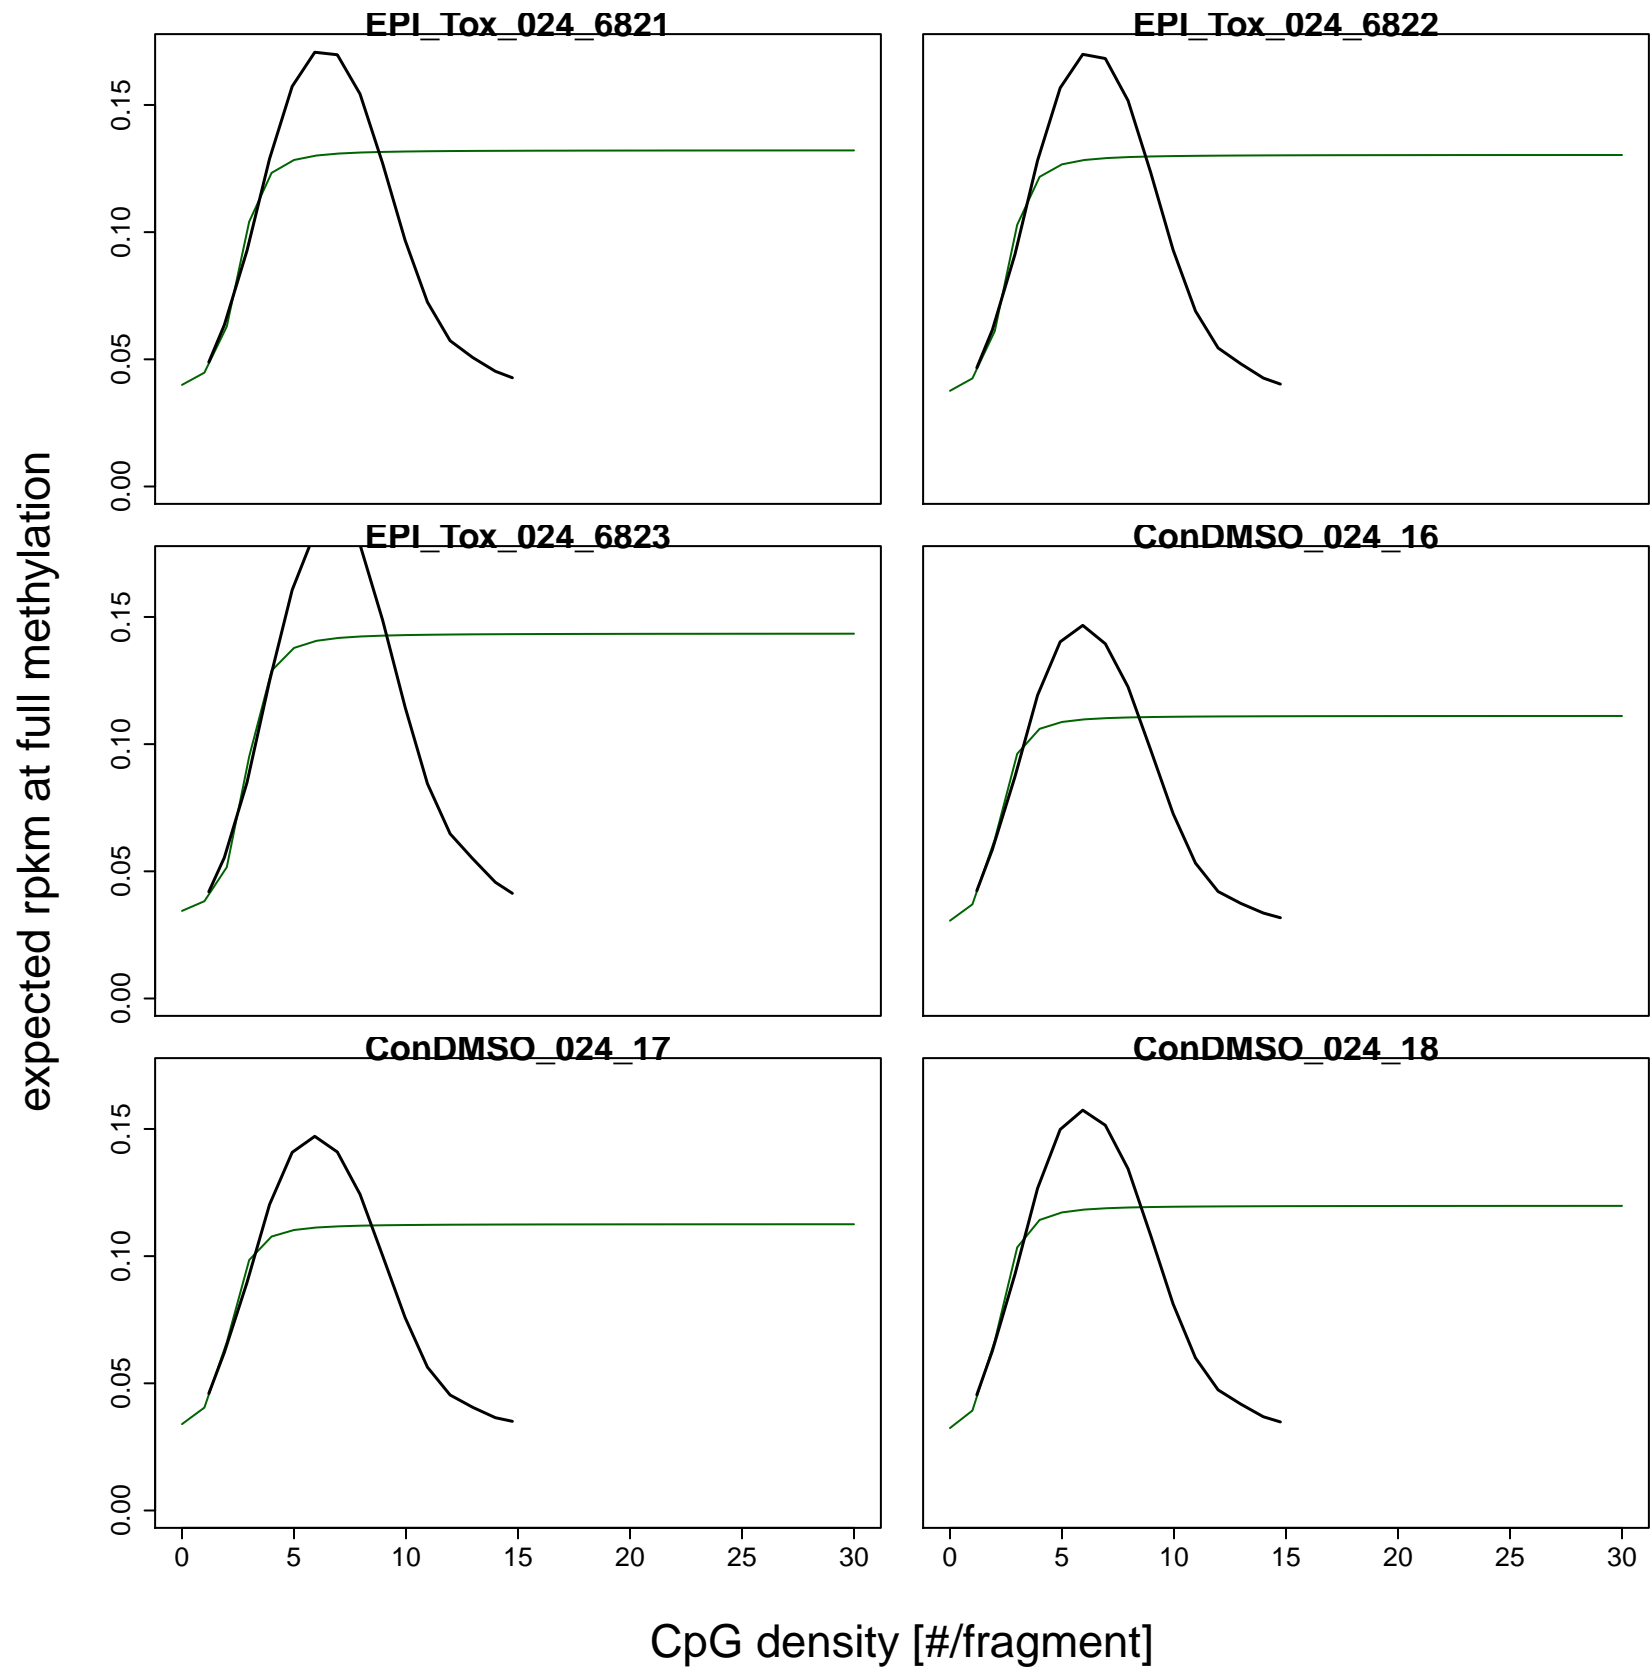 EPI_Tox_024_6821
EPI_Tox_024_6822
0.15
0.10
0.05
0.00
EPI_Tox_024_6823
ConDMSO_024_16
0.15
0.10
0.05
0.00
ConDMSO_024_17
ConDMSO_024_18
0.15
0.10
0.05
0.00
0 5 10 15 20 25 30
0 5 10 15 20 25 30
expected rpkm at full methylation
CpG density [#/fragment]